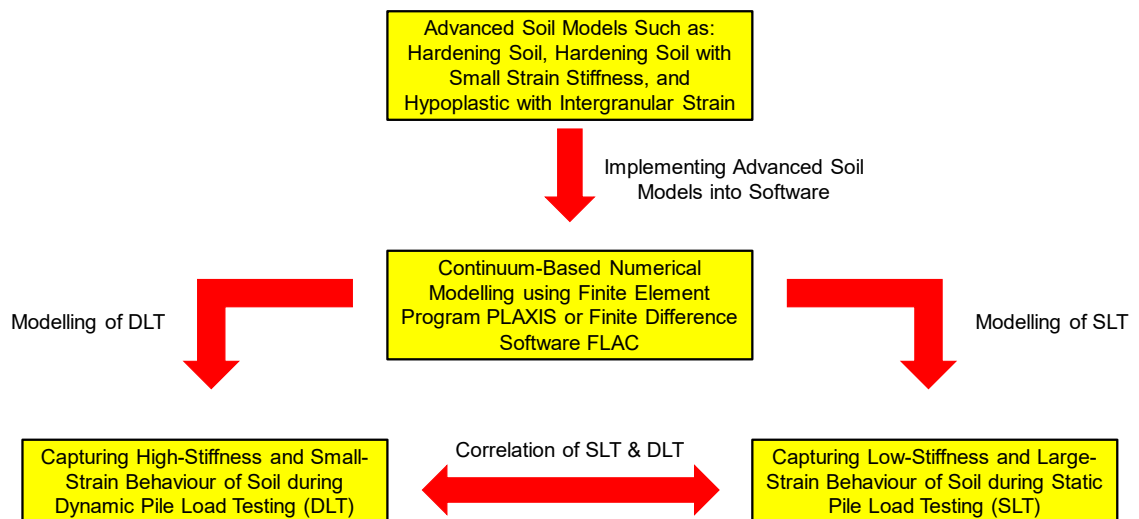 Advanced Soil Models Such as:
Hardening Soil, Hardening Soil with
Small Strain Stiffness, and
Hypoplastic with Intergranular Strain
Implementing Advanced Soil
Models into Software
Continuum-Based Numerical
Modelling using Finite Element
Program PLAXIS or Finite Difference
Software FLAC
Modelling of DLT
Modelling of SLT
Capturing High-Stiffness and Small-
Strain Behaviour of Soil during
Dynamic Pile Load Testing (DLT)
Correlation of SLT & DLT
Capturing Low-Stiffness and Large-
Strain Behaviour of Soil during Static
Pile Load Testing (SLT)